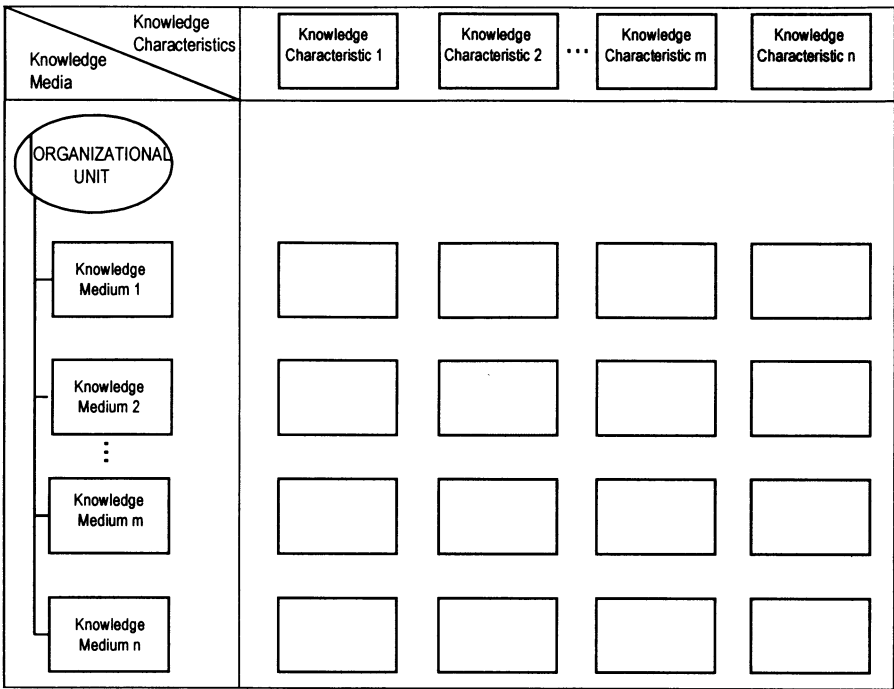 Knowledge
Characteristics
Knowledge
Media
Knowledge
Characteristic 1
Knowledge
Characteristic 2
...
Knowledge
Characteristic m
Knowledge
Characteristic n
ORGANIZATIONAL
UNIT
Knowledge
Medium 1
Knowledge
Medium 2
Knowledge
Medium m
Knowledge
Medium n